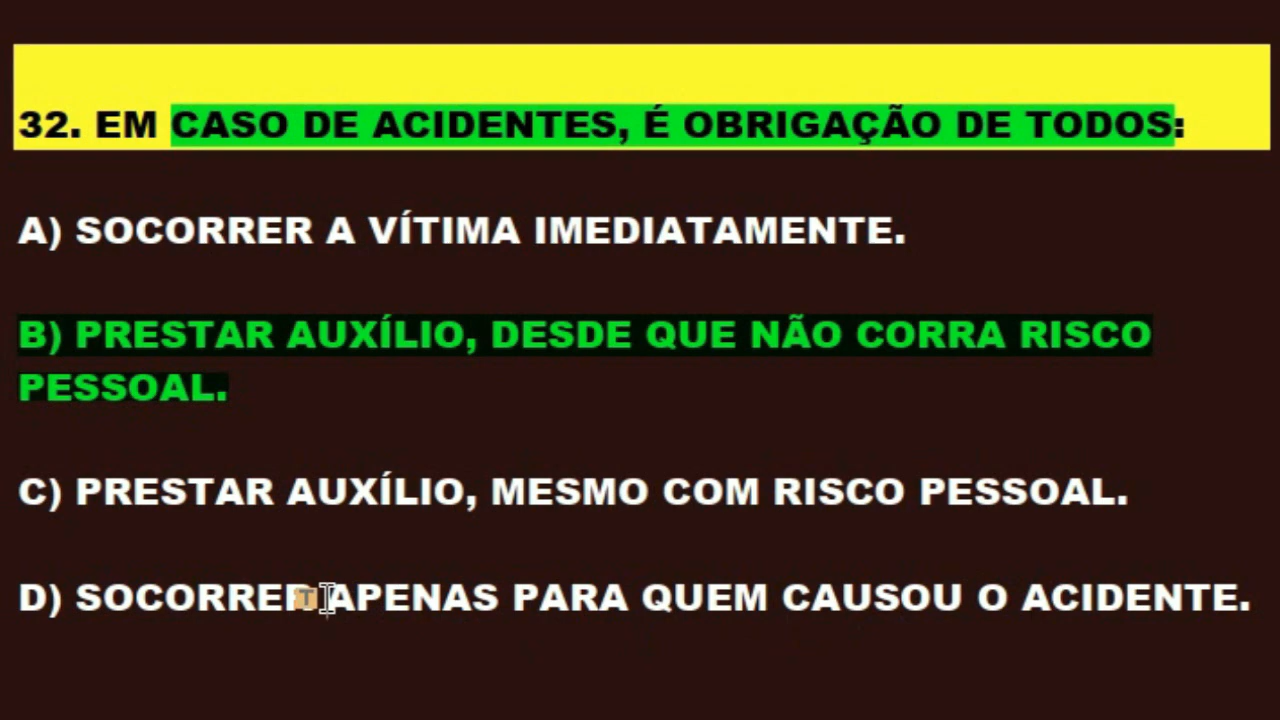 32. EM CASO DE ACIDENTES, É OBRIGAÇÃO DE TODOS:
A) SOCORRER A VÍTIMA IMEDIATAMENTE.
B) PRESTAR AUXÍLIO, DESDE QUE NÃO CORRA RISCO
PESSOAL.
C) PRESTAR AUXÍLIO, MESMO COM RISCO PESSOAL.
D) SOCORRER APENAS PARA QUEM CAUSOU O ACIDENTE.